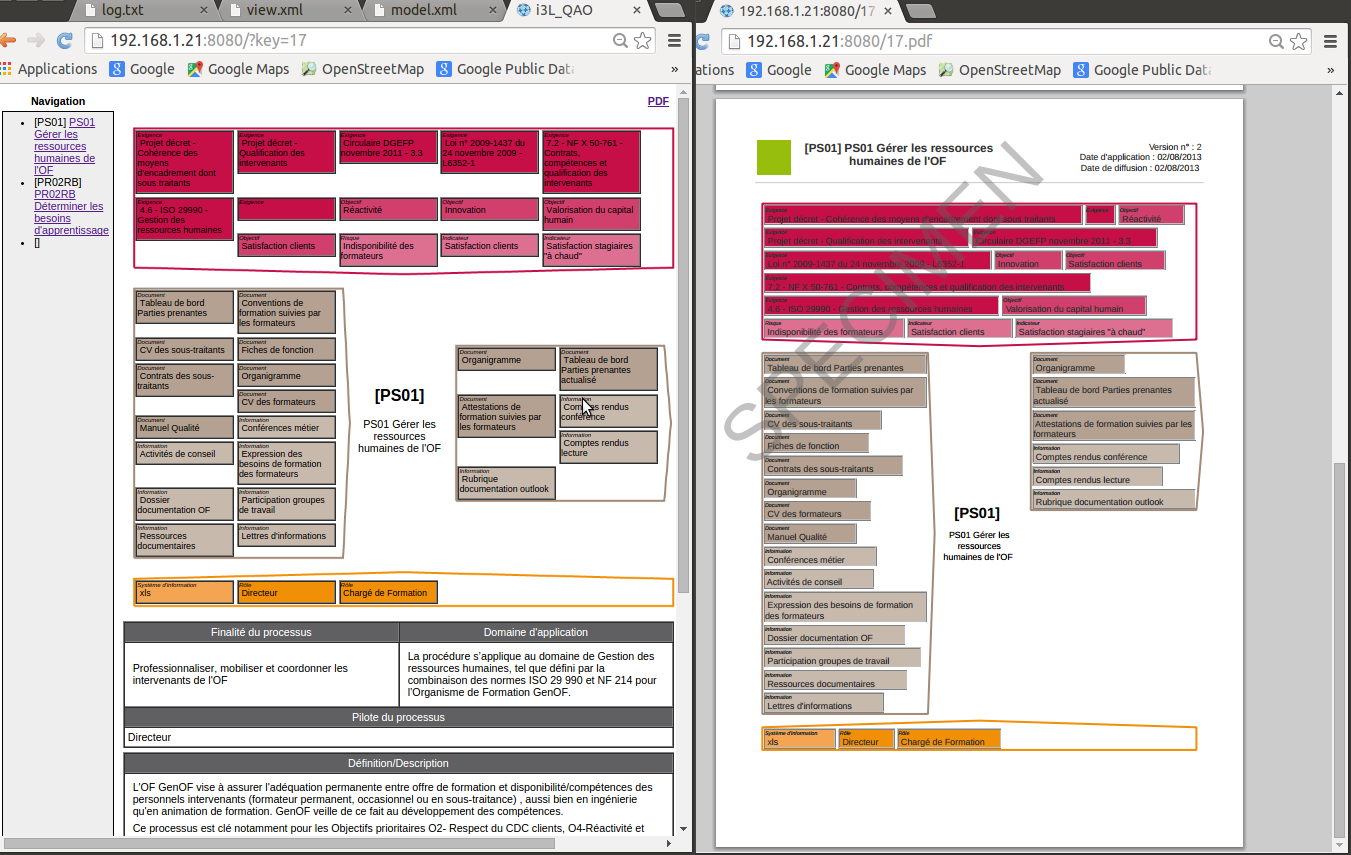 log.txt
view.xml
model.xml
i3L_QAO
192.168.1.21:8080/?key=17
Applications
Google
Google Maps
OpenStreetMap
Google Public Data
»
Navigation
[PS01] PS01
Gérer les
ressources
humaines de
l'OF
[PR02RB]
PR02RB
Déterminer les
besoins
d'apprentissage
[]
PDF
Exigence
Projet décret -
Cohérence des
moyens
d'encadrement dont
sous traitants
Exigence
Projet décret -
Qualification des
intervenants
Exigence
Circulaire DGEFP
novembre 2011 - 3.3
Exigence
Loi n° 2009-1437 du
24 novembre 2009 -
L6352-1
Exigence
7.2 - NF X 50-761 -
Contrats,
compétences et
qualification des
intervenants
Exigence
4.6 - ISO 29990 -
Gestion des
ressources humaines
Exigence
Objectif
Réactivité
Objectif
Innovation
Objectif
Valorisation du capital
humain
Objectif
Satisfaction clients
Risque
Indisponibilité des
formateurs
Indicateur
Satisfaction clients
Indicateur
Satisfaction stagiaires
"à chaud"
Document
Tableau de bord
Parties prenantes
Document
Conventions de
formation suivies par
les formateurs
Document
CV des sous-traitants
Document
Fiches de fonction
Document
Contrats des sous-
traitants
Document
Organigramme
Document
CV des formateurs
Document
Manuel Qualité
Information
Conférences métier
Information
Activités de conseil
Information
Expression des
besoins de formation
des formateurs
Information
Dossier
documentation OF
Information
Participation groupes
de travail
Information
Ressources
documentaires
Information
Lettres d'informations
[PS01]
PS01 Gérer les
ressources
humaines de l'OF
Document
Organigramme
Document
Tableau de bord
Parties prenantes
actualisé
Document
Attestations de
formation suivies par
les formateurs
Information
Comptes rendus
conférence
Information
Comptes rendus
lecture
Information
Rubrique
documentation outlook
Système d'information
xls
Rôle
Directeur
Rôle
Chargé de Formation
Finalité du processus
Domaine d'application
Professionnaliser, mobiliser et coordonner les
intervenants de l'OF
La procédure s'applique au domaine de Gestion des
ressources humaines, tel que défini par la
combinaison des normes ISO 29 990 et NF 214 pour
l'Organisme de Formation GenOF.
Pilote du processus
Directeur
Définition/Description
L'OF GenOF vise à assurer l'adéquation permanente entre offre de formation et disponibilité/compétences des
personnels intervenants (formateur permanent, occasionnel ou en sous-traitance) , aussi bien en ingénierie
qu'en animation de formation. GenOF veille de ce fait au développement des compétences.
Ce processus est clé notamment pour les Objectifs prioritaires O2- Respect du CDC clients, O4-Réactivité et
192.168.1.21:8080/17
192.168.1.21:8080/17.pdf
ations
Google
Google Maps
OpenStreetMap
Google Public Dat
»
[PS01] PS01 Gérer les ressources
humaines de l'OF
Version n° : 2
Date d'application : 02/08/2013
Date de diffusion : 02/08/2013
SPECIMEN
Exigence
Projet décret - Cohérence des moyens d'encadrement dont sous traitants
Exigence
Objectif
Réactivité
Exigence
Projet décret - Qualification des intervenants
Exigence
Circulaire DGEFP novembre 2011 - 3.3
Exigence
Loi n° 2009-1437 du 24 novembre 2009 - L6352-1
Objectif
Innovation
Objectif
Satisfaction clients
Exigence
7.2 - NF X 50-761 - Contrats, compétences et qualification des intervenants
Exigence
4.6 - ISO 29990 - Gestion des ressources humaines
Objectif
Valorisation du capital humain
Risque
Indisponibilité des formateurs
Indicateur
Satisfaction clients
Indicateur
Satisfaction stagiaires "à chaud"
Document
Tableau de bord Parties prenantes
Document
Conventions de formation suivies par
les formateurs
Document
CV des sous-traitants
Document
Fiches de fonction
Document
Contrats des sous-traitants
Document
Organigramme
Document
CV des formateurs
Document
Manuel Qualité
Information
Conférences métier
Information
Activités de conseil
Information
Expression des besoins de formation
des formateurs
Information
Dossier documentation OF
Information
Participation groupes de travail
Information
Ressources documentaires
Information
Lettres d'informations
[PS01]
PS01 Gérer les
ressources
humaines de l'OF
Document
Organigramme
Document
Tableau de bord Parties prenantes
actualisé
Document
Attestations de formation suivies par les
formateurs
Information
Comptes rendus conférence
Information
Comptes rendus lecture
Information
Rubrique documentation outlook
Système d'information
xls
Rôle
Directeur
Rôle
Chargé de Formation